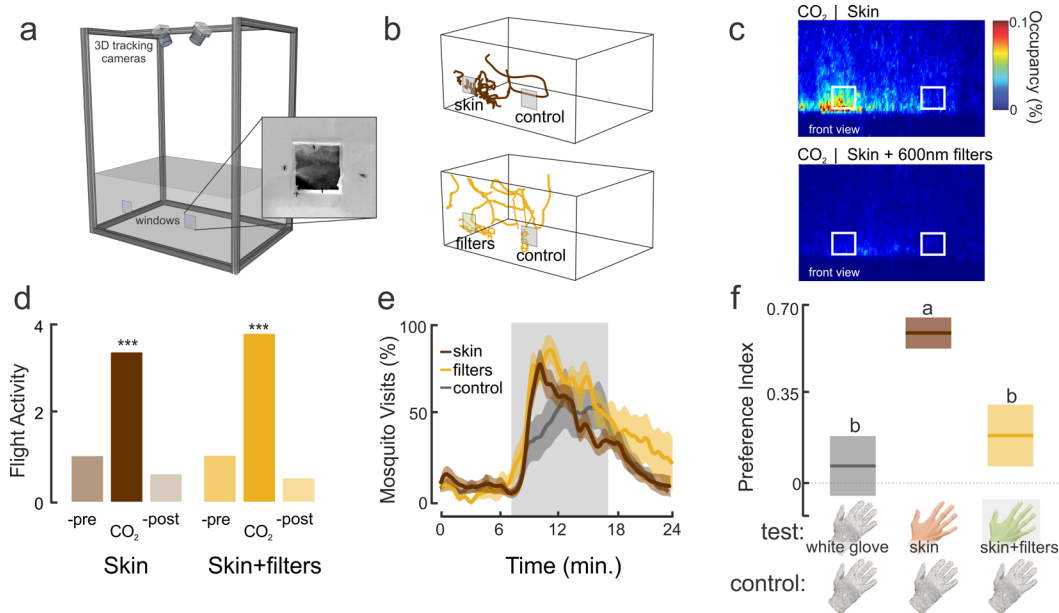 a
3D tracking
cameras
windows
b
skin
control
filters
control
c
CO2 | Skin
front view
0.1
0
Occupancy (%)
CO2 | Skin + 600nm filters
front view
d
Flight Activity
4
2
0
***
***
-pre
CO2
-post
-pre
CO2
-post
Skin
Skin+filters
e
Mosquito Visits (%)
100
50
0
skin
filters
control
0
6
12
18
24
Time (min.)
f
Preference Index
0.70
0.35
0
b
a
b
test:
white glove
skin
skin+filters
control: